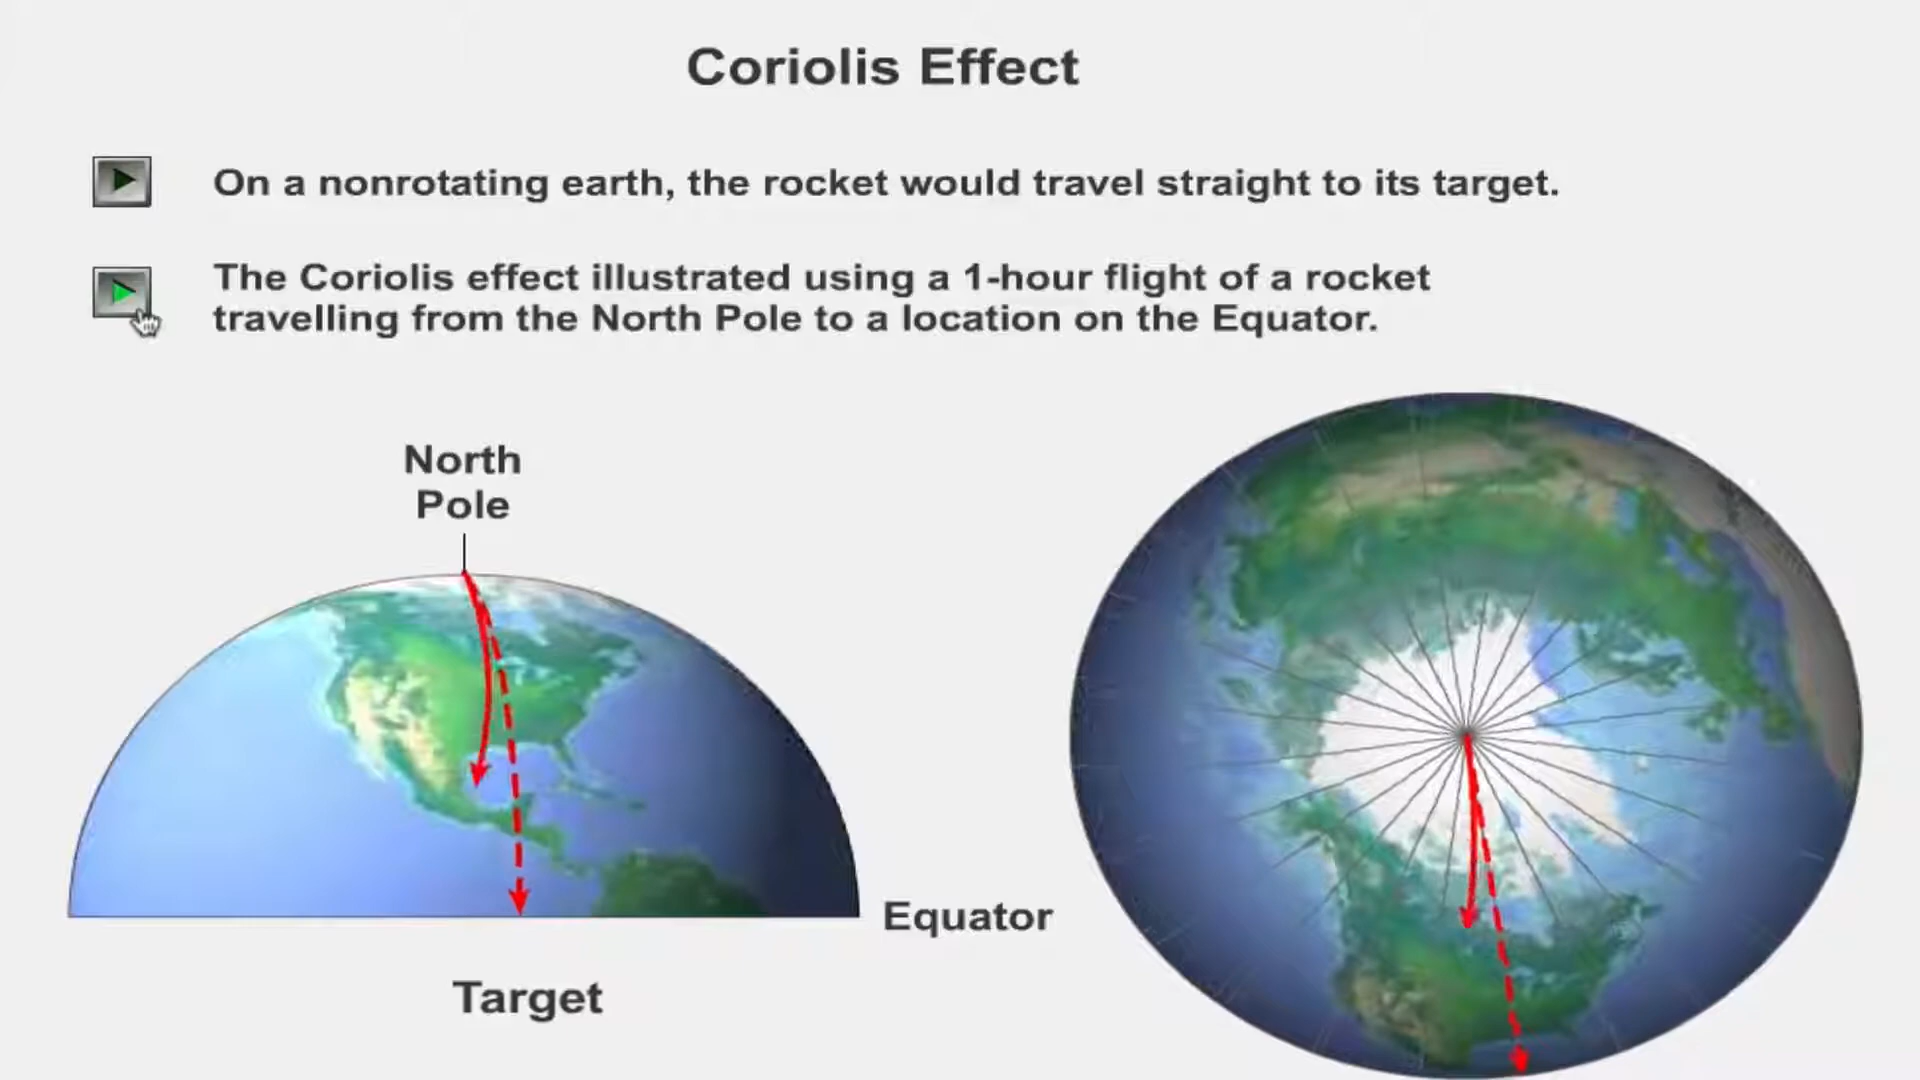 Coriolis Effect
On a nonrotating earth, the rocket would travel straight to its target.
The Coriolis effect illustrated using a 1-hour flight of a rocket
travelling from the North Pole to a location on the Equator.
North
Pole
Equator
Target